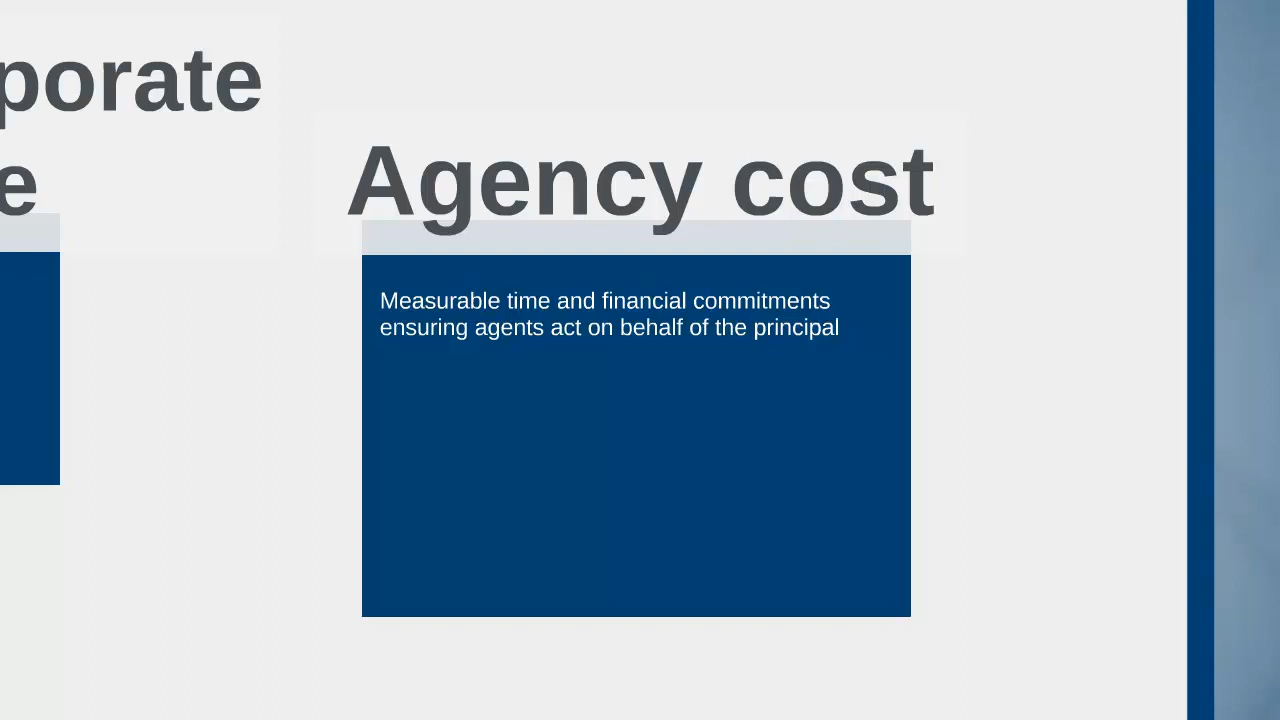 porate
e
Agency cost
Measurable time and financial commitments
ensuring agents act on behalf of the principal